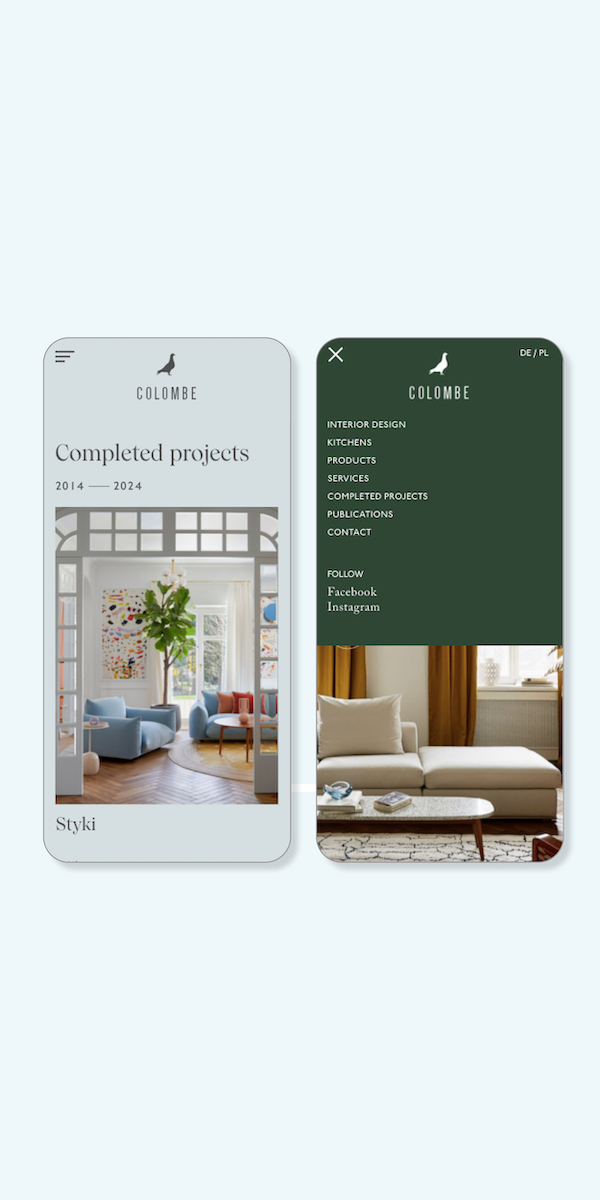 COLOMBE
Completed projects
2014 — 2024
Styki
DE / PL
COLOMBE
INTERIOR DESIGN
KITCHENS
PRODUCTS
SERVICES
COMPLETED PROJECTS
PUBLICATIONS
CONTACT
FOLLOW
Facebook
Instagram